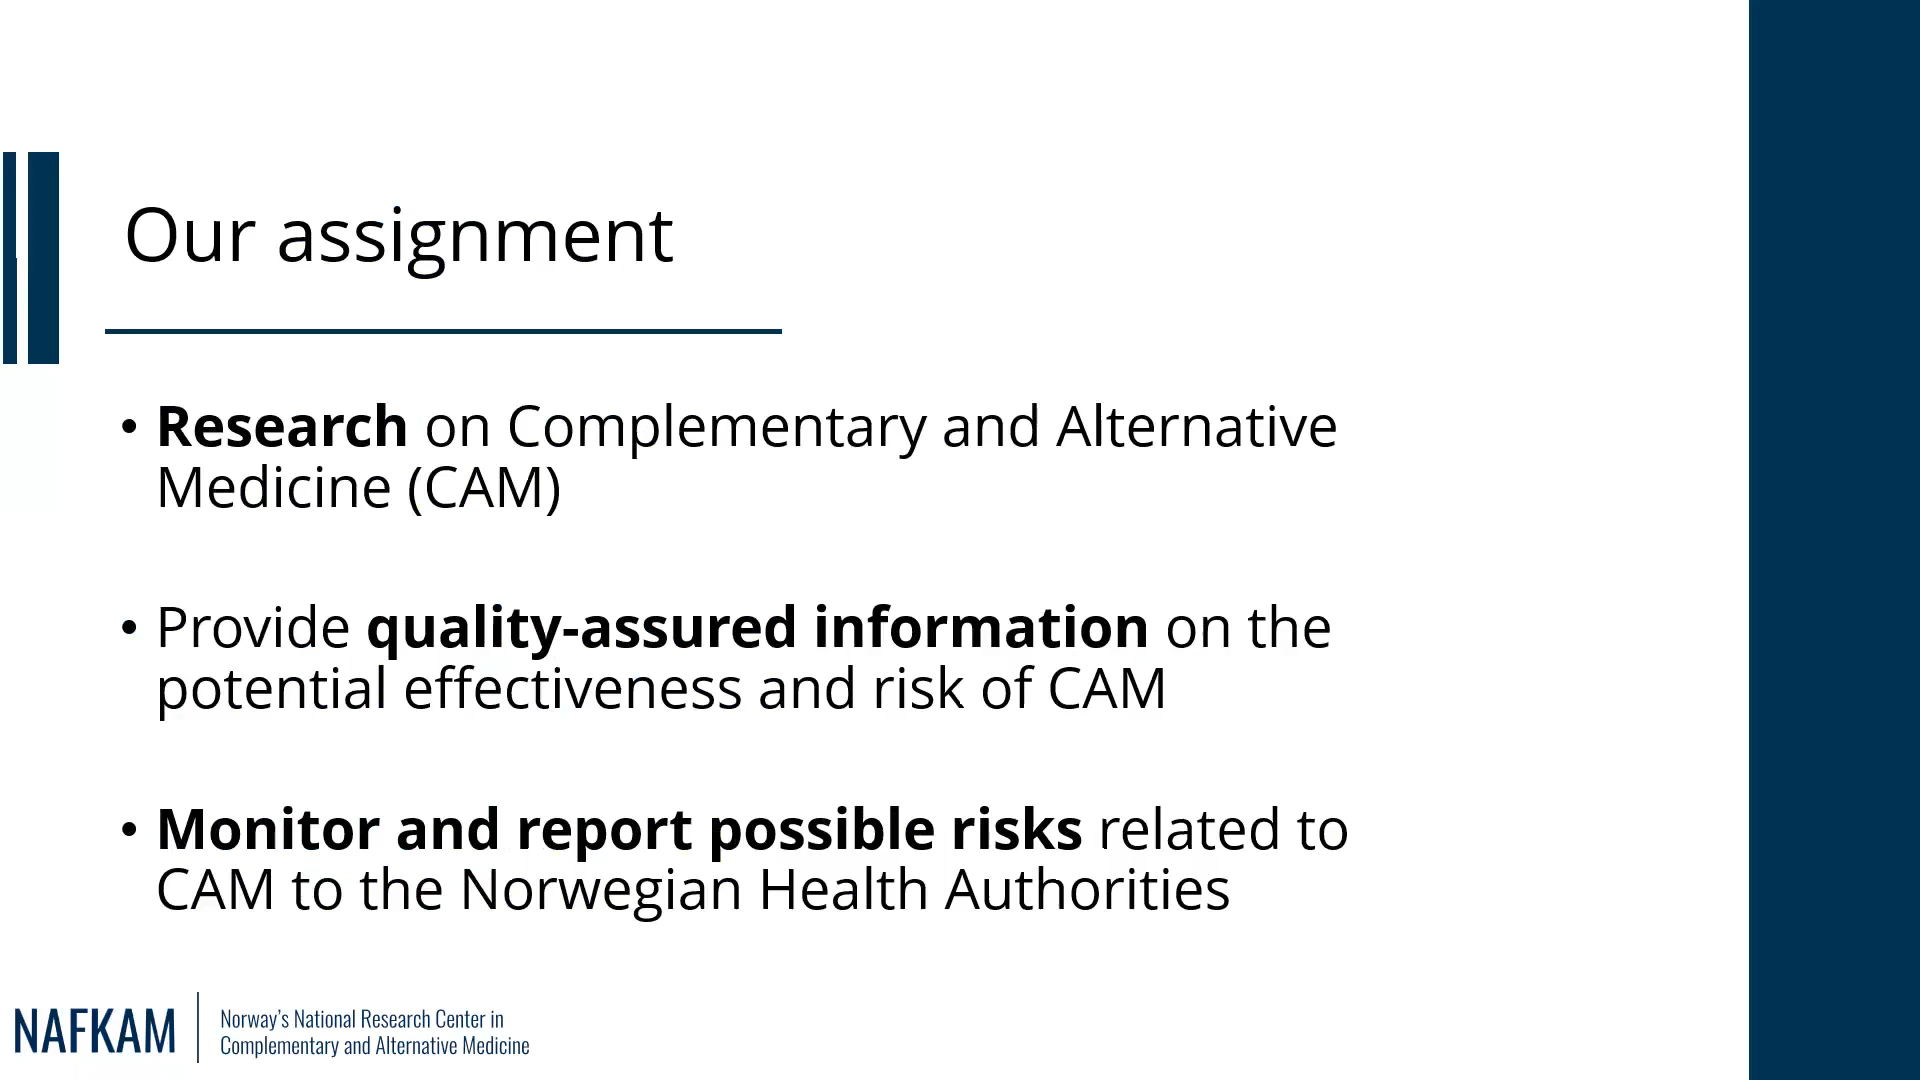 Our assignment
• Research on Complementary and Alternative
Medicine (CAM)
• Provide quality-assured information on the
potential effectiveness and risk of CAM
• Monitor and report possible risks related to
CAM to the Norwegian Health Authorities
NAFKAM
Norway’s National Research Center in
Complementary and Alternative Medicine